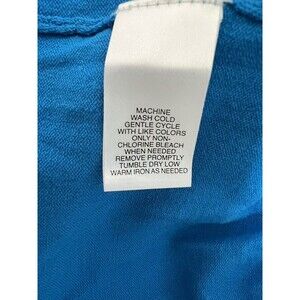 MACHINE
WASH COLD
GENTLE CYCLE
WITH LIKE COLORS
ONLY NON-
CHLORINE BLEACH
WHEN NEEDED
REMOVE PROMPTLY
TUMBLE DRY LOW
WARM IRON AS NEEDED